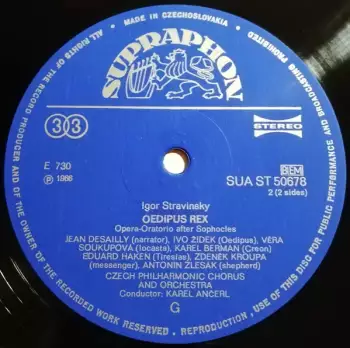 MADE IN CZECHOSLOVAKIA
ALL RIGHTS OF THE RECORD PRODUCER AND OF THE OWNER OF THE RECORDED WORK RESERVED. REPRODUCTION, USE OF THIS DISC FOR PUBLIC PERFORMANCE AND BROADCASTING PROHIBITED
SUPRAPHON
33
STEREO
E 730
℗ 1966
BIEM
SUA ST 50678
2 (2 sides)
Igor Stravinsky
OEDIPUS REX
Opera-Oratorio after Sophocles
JEAN DESAILLY (narrator), IVO ŽÍDEK (Oedipus), VĚRA
SOUKUPOVÁ (Iocasta), KAREL BERMAN (Creon)
EDUARD HAKEN (Tiresias), ZDENĚK KROUPA
(messenger), ANTONÍN ZLESÁK (shepherd)
CZECH PHILHARMONIC CHORUS
AND ORCHESTRA
Conductor: KAREL ANČERL
G